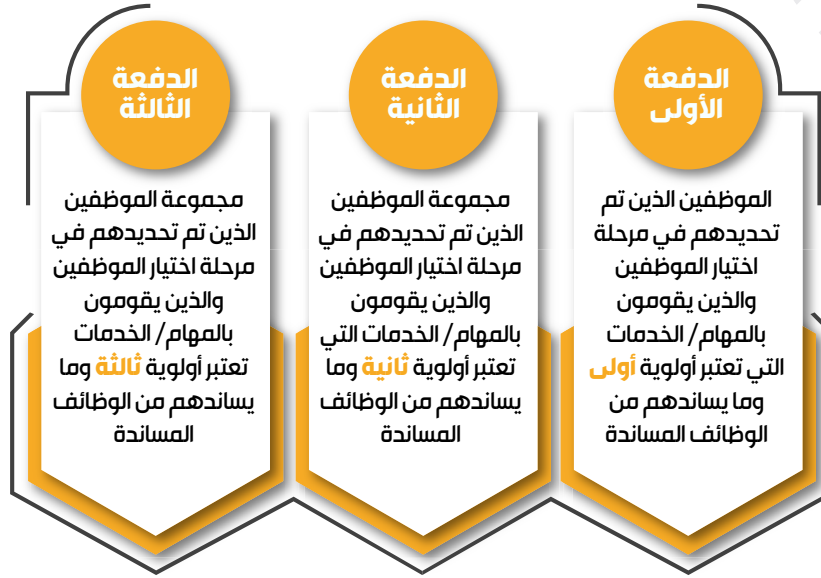 الدفعة
الأولى
الموظفين الذين تم
تحديدهم في مرحلة
اختيار الموظفين
والذين يقومون
بالمهام/ الخدمات
التي تعتبر أولوية أولى
وما يساندهم من
الوظائف المساندة
الدفعة
الثانية
مجموعة الموظفين
الذين تم تحديدهم في
مرحلة اختيار الموظفين
والذين يقومون
بالمهام/ الخدمات التي
تعتبر أولوية ثانية وما
يساندهم من الوظائف
المساندة
الدفعة
الثالثة
مجموعة الموظفين
الذين تم تحديدهم في
مرحلة اختيار الموظفين
والذين يقومون
بالمهام/ الخدمات
تعتبر أولوية ثالثة وما
يساندهم من الوظائف
المساندة